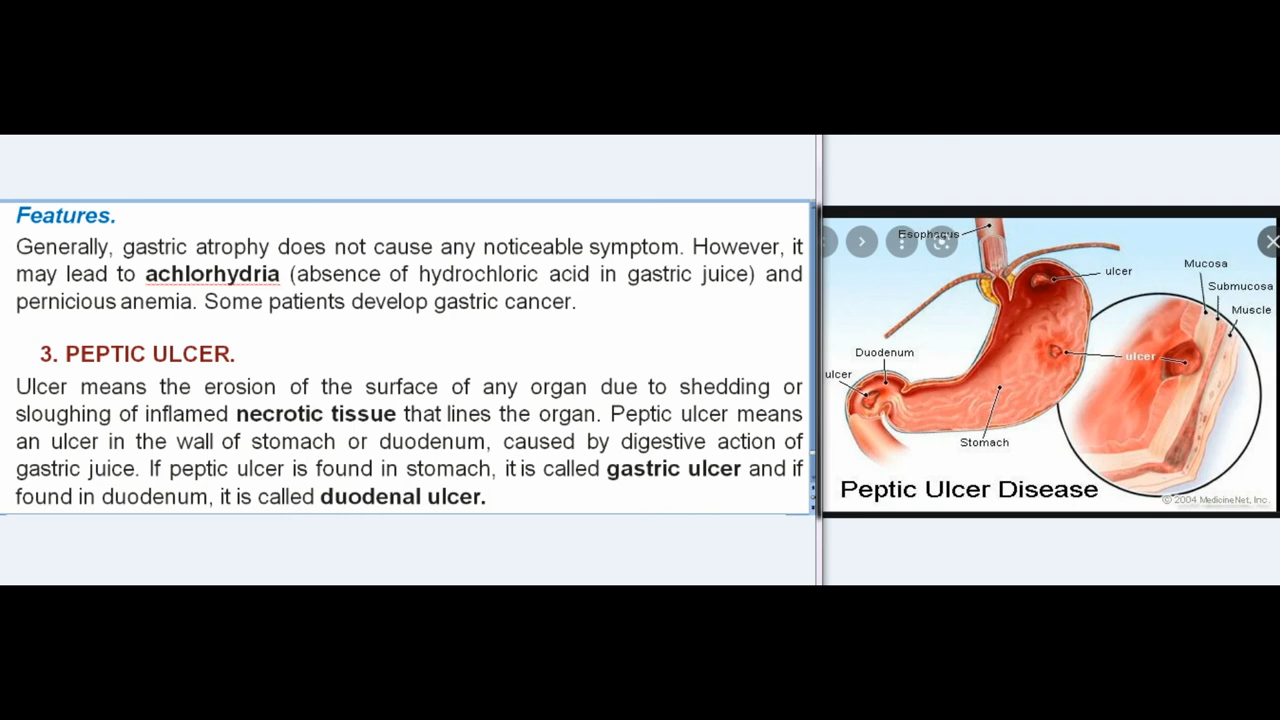 Features.
Generally, gastric atrophy does not cause any noticeable symptom. However, it
may lead to achlorhydria (absence of hydrochloric acid in gastric juice) and
pernicious anemia. Some patients develop gastric cancer.
3. PEPTIC ULCER.
Ulcer means the erosion of the surface of any organ due to shedding or
sloughing of inflamed necrotic tissue that lines the organ. Peptic ulcer means
an ulcer in the wall of stomach or duodenum, caused by digestive action of
gastric juice. If peptic ulcer is found in stomach, it is called gastric ulcer and if
found in duodenum, it is called duodenal ulcer.
Esophagus
ulcer
Mucosa
Submucosa
Muscle
Duodenum
ulcer
ulcer
Stomach
Peptic Ulcer Disease
© 2004 MedicineNet, Inc.